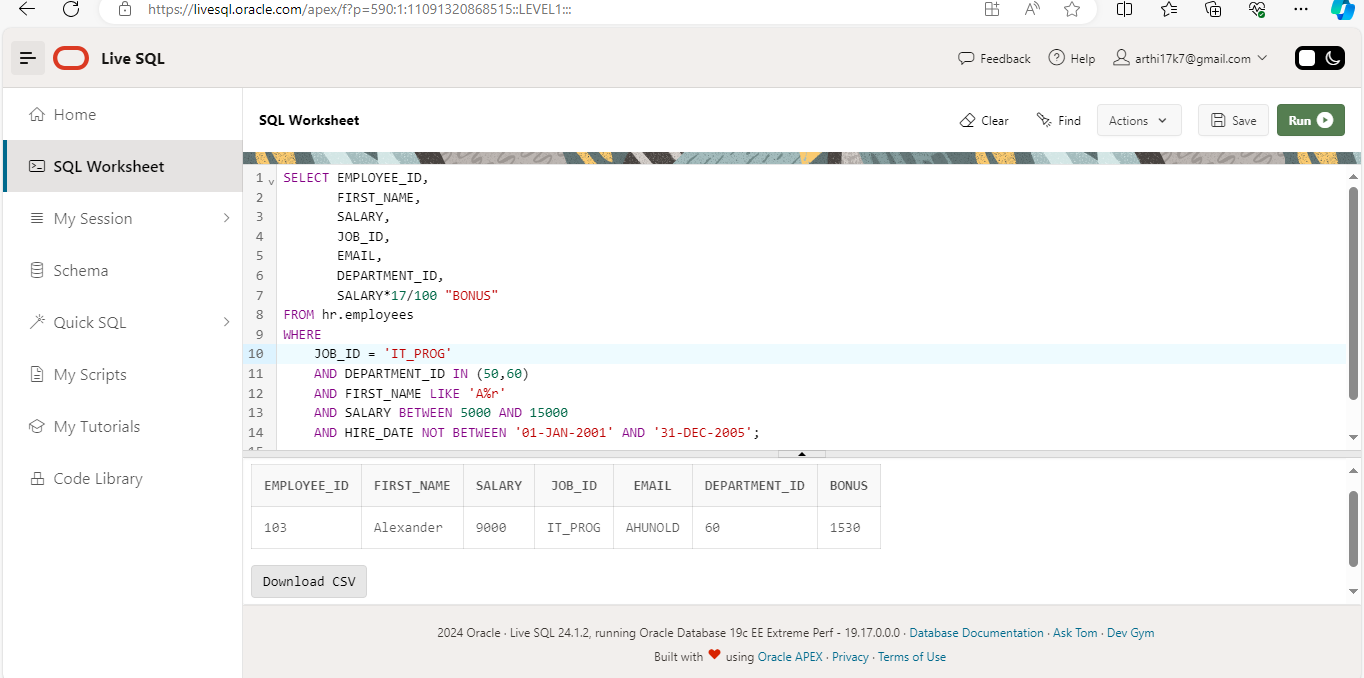 https://livesql.oracle.com/apex/f?p=590:1:11091320868515::LEVEL1:::
Live SQL
Feedback
Help
arthi17k7@gmail.com
Home
SQL Worksheet
My Session
Schema
Quick SQL
My Scripts
My Tutorials
Code Library
SQL Worksheet
Clear
Find
Actions
Save
Run
1 SELECT EMPLOYEE_ID,
2 FIRST_NAME,
3 SALARY,
4 JOB_ID,
5 EMAIL,
6 DEPARTMENT_ID,
7 SALARY*17/100 "BONUS"
8 FROM hr.employees
9 WHERE
10 JOB_ID = 'IT_PROG'
11 AND DEPARTMENT_ID IN (50,60)
12 AND FIRST_NAME LIKE 'A%r'
13 AND SALARY BETWEEN 5000 AND 15000
14 AND HIRE_DATE NOT BETWEEN '01-JAN-2001' AND '31-DEC-2005';
EMPLOYEE_ID FIRST_NAME SALARY JOB_ID EMAIL DEPARTMENT_ID BONUS
103 Alexander 9000 IT_PROG AHUNOLD 60 1530
Download CSV
2024 Oracle · Live SQL 24.1.2, running Oracle Database 19c EE Extreme Perf - 19.17.0.0.0 · Database Documentation · Ask Tom · Dev Gym
Built with ❤ using Oracle APEX · Privacy · Terms of Use